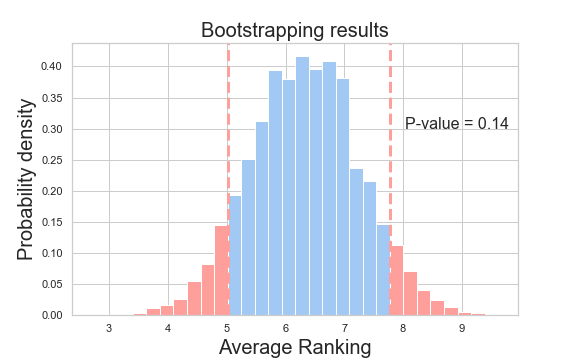 Bootstrapping results
Probability density
0.40
0.35
0.30
0.25
0.20
0.15
0.10
0.05
0.00
P-value = 0.14
3 4 5 6 7 8 9
Average Ranking